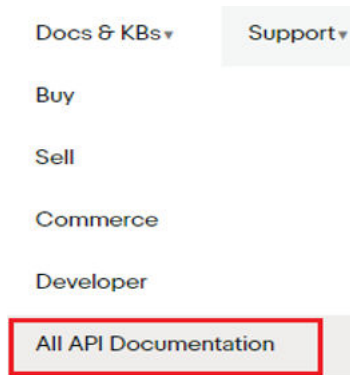 Docs & KBs▾ Support▾
Buy
Sell
Commerce
Developer
All API Documentation